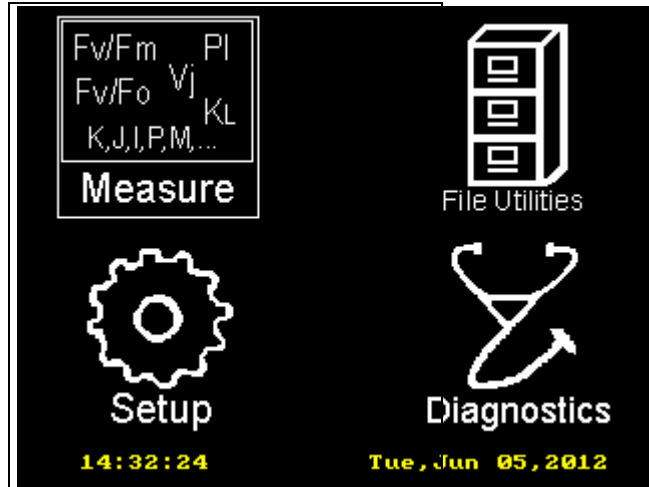 Fv/Fm PI
Fv/Fo Vj
KL
K,J,I,P,M,...
Measure
File Utilities
Setup
Diagnostics
14:32:24
Tue,Jun 05,2012